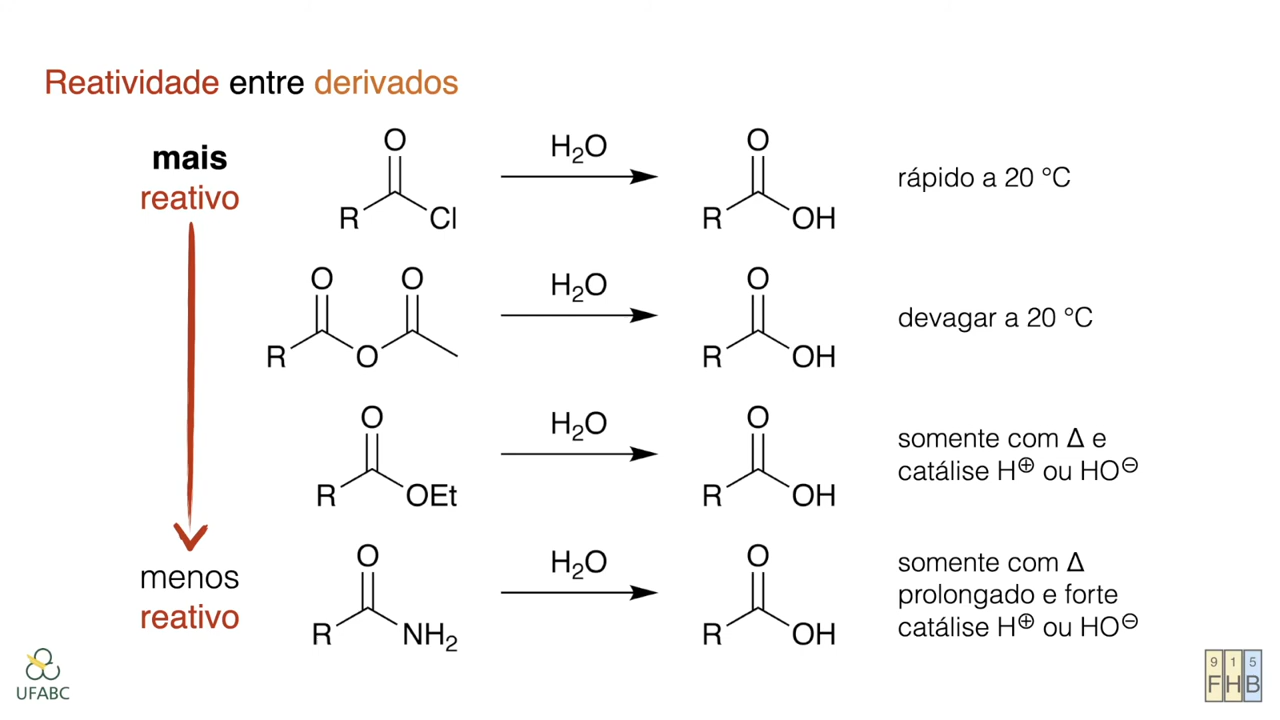 Reatividade entre derivados
mais
reativo
O
R
Cl
H₂O
O
R
OH
rápido a 20 °C
O
O
R
O
H₂O
O
R
OH
devagar a 20 °C
O
R
OEt
H₂O
O
R
OH
somente com Δ e
catálise H⊕ ou HO⊖
menos
reativo
O
R
NH₂
H₂O
O
R
OH
somente com Δ
prolongado e forte
catálise H⊕ ou HO⊖
UFABC
9 1 5
F H B